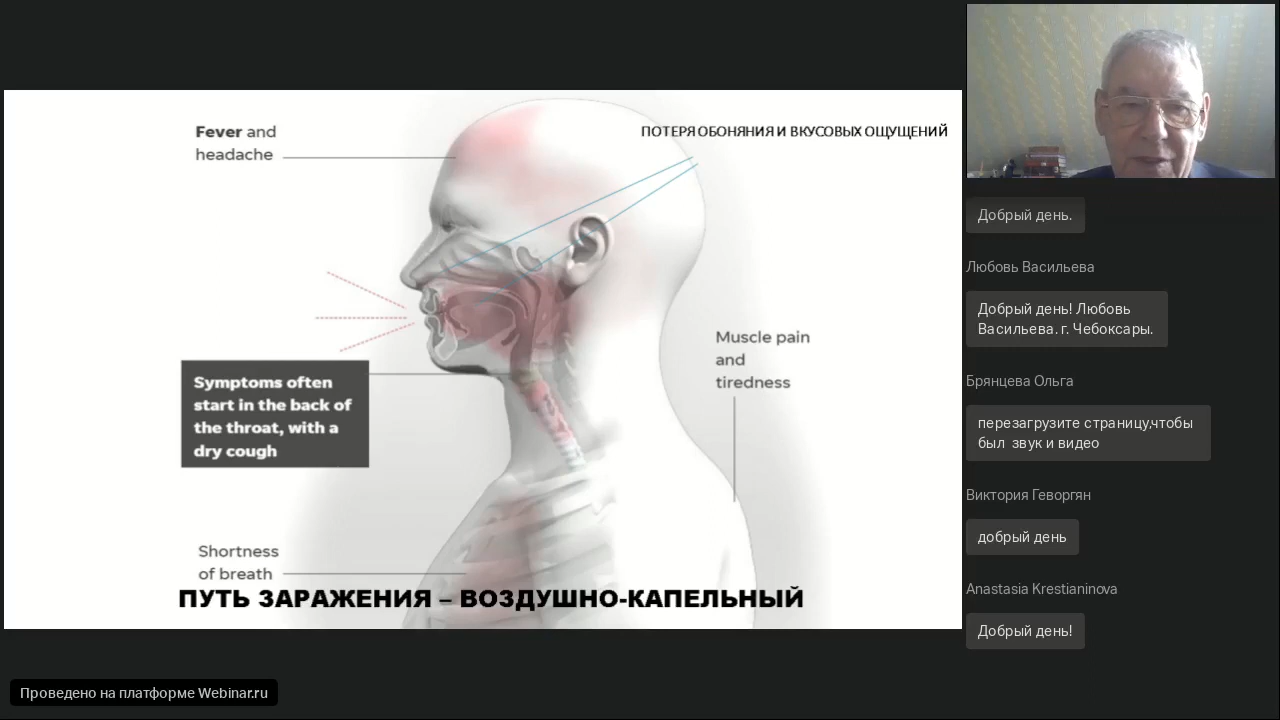 Fever and
headache
ПОТЕРЯ ОБОНЯНИЯ И ВКУСОВЫХ ОЩУЩЕНИЙ
Muscle pain
and
tiredness
Symptoms often
start in the back of
the throat, with a
dry cough
Shortness
of breath
ПУТЬ ЗАРАЖЕНИЯ – ВОЗДУШНО-КАПЕЛЬНЫЙ
Проведено на платформе Webinar.ru
Добрый день.
Любовь Васильева
Добрый день! Любовь
Васильева. г. Чебоксары.
Брянцева Ольга
перезагрузите страницу,чтобы
был звук и видео
Виктория Геворгян
добрый день
Anastasia Krestianinova
Добрый день!